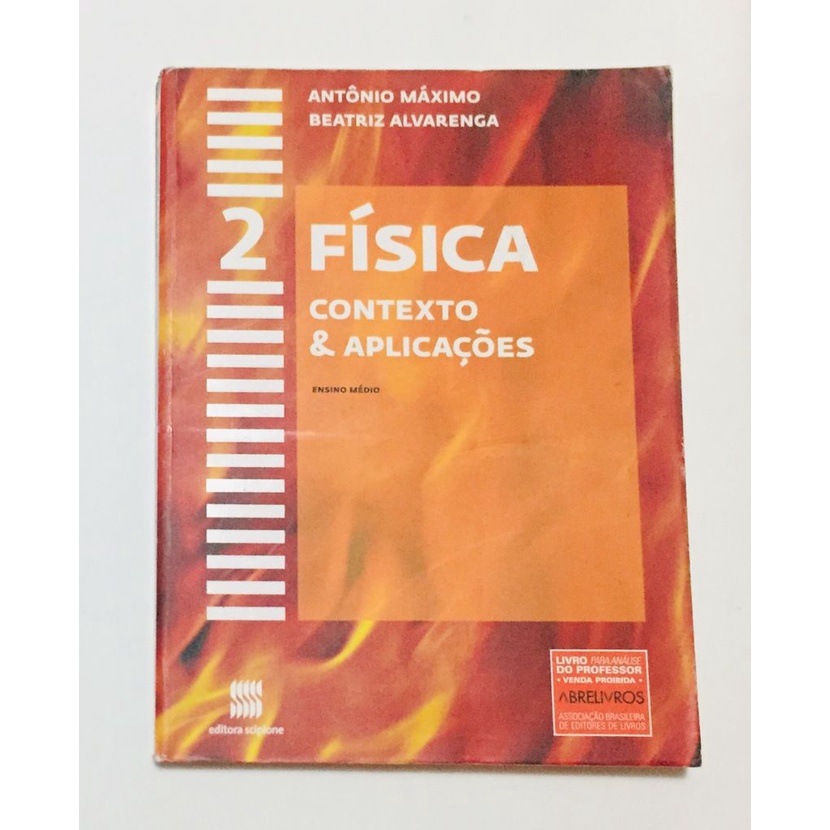 ANTÔNIO MÁXIMO
BEATRIZ ALVARENGA
2
FÍSICA
CONTEXTO
& APLICAÇÕES
ENSINO MÉDIO
LIVRO PARA ANÁLISE
DO PROFESSOR
• VENDA PROIBIDA •
ABRELIVROS
ASSOCIAÇÃO BRASILEIRA
DE EDITORES DE LIVROS
editora scipione